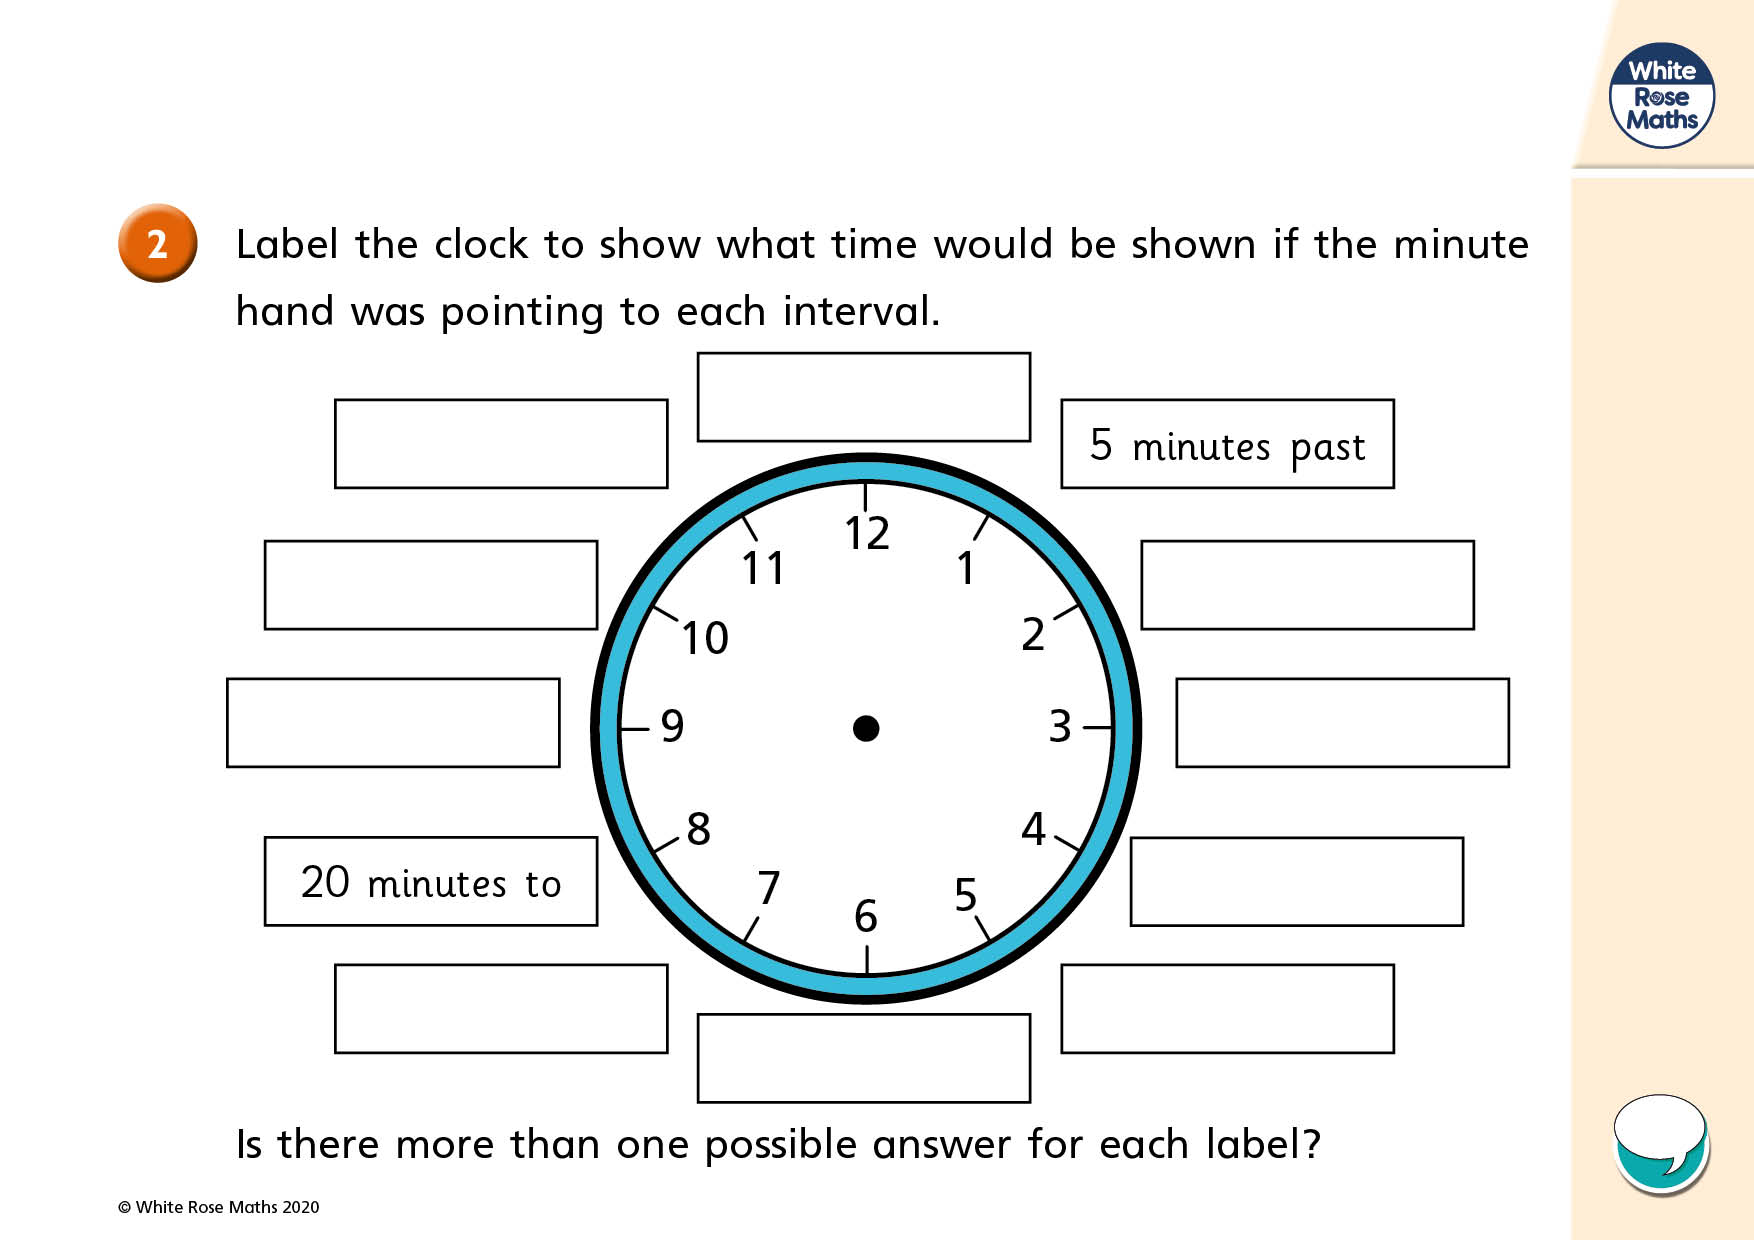 White
Rose
Maths
2
Label the clock to show what time would be shown if the minute
hand was pointing to each interval.
5 minutes past
12
11
1
10
2
9
3
8
4
20 minutes to
7
5
6
Is there more than one possible answer for each label?
© White Rose Maths 2020